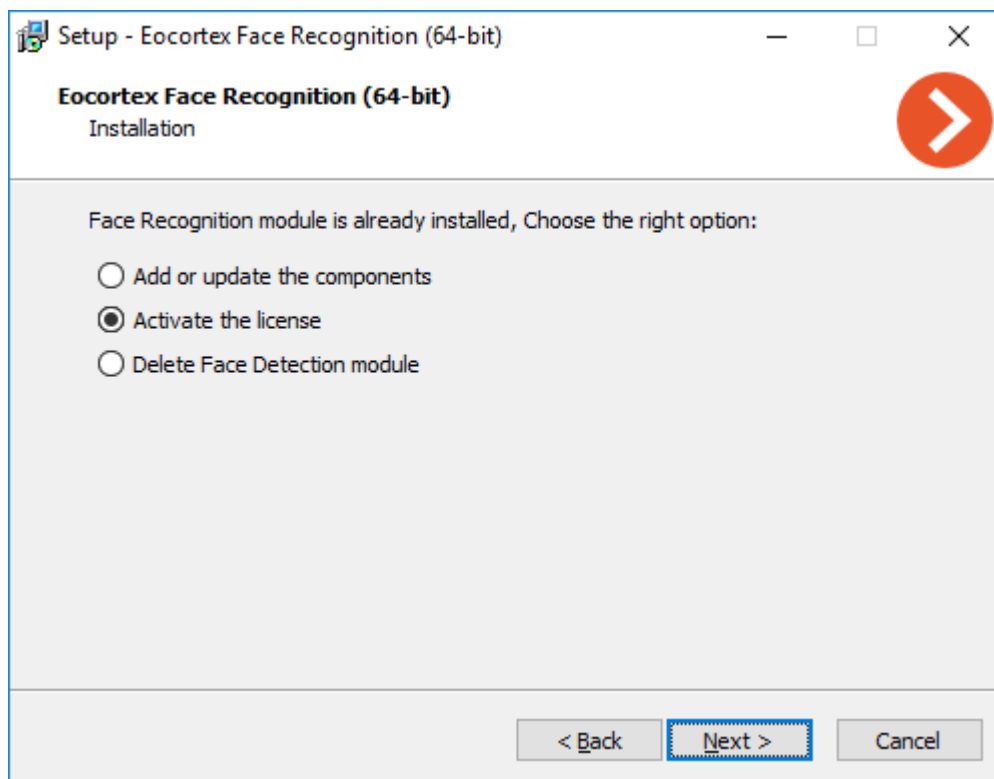 Setup - Eocortex Face Recognition (64-bit)
Eocortex Face Recognition (64-bit)
Installation
Face Recognition module is already installed, Choose the right option:
Add or update the components
Activate the license
Delete Face Detection module
< Back Next > Cancel